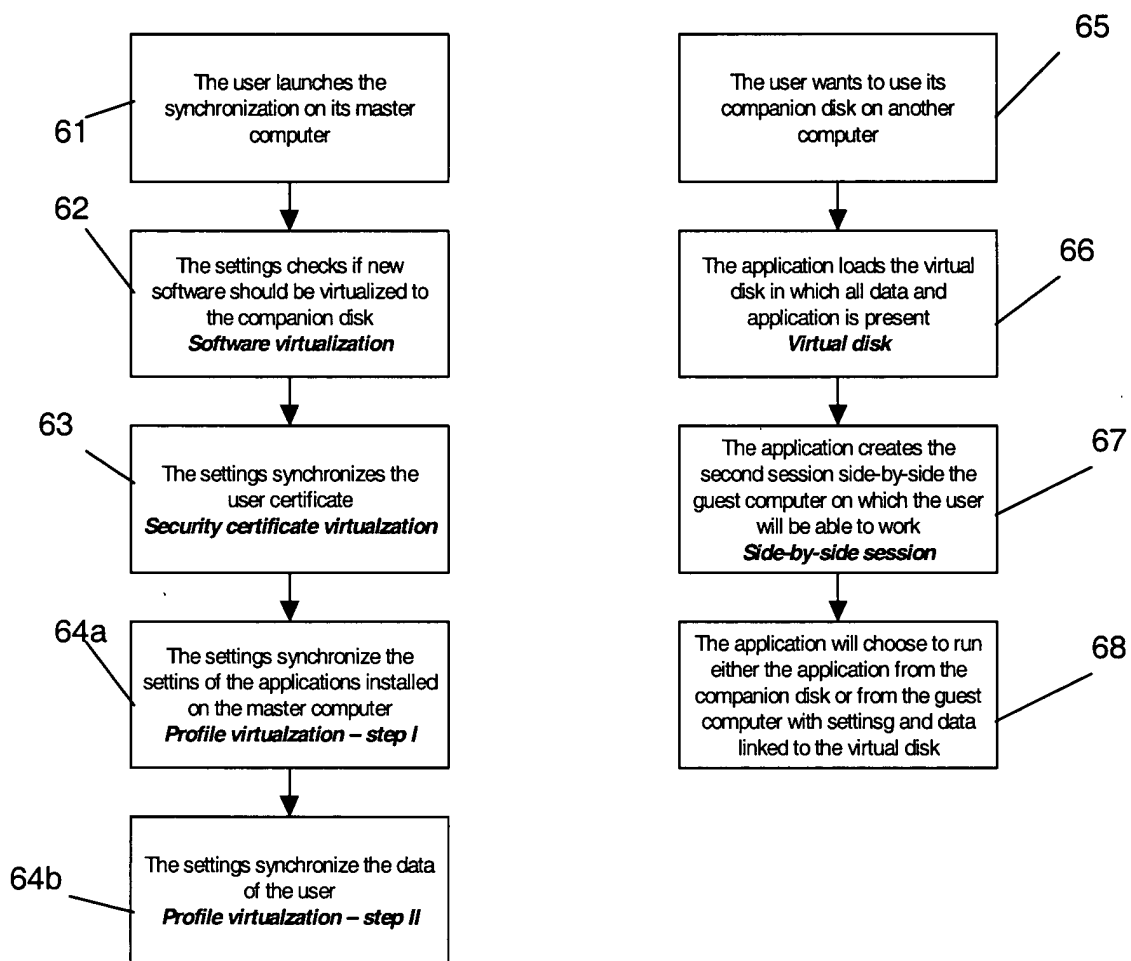 61
The user launches the
synchronization on its master
computer
62
The settings checks if new
software should be virtualized to
the companion disk
Software virtualization
63
The settings synchronizes the
user certificate
Security certificate virtualzation
64a
The settings synchronize the
settins of the applications installed
on the master computer
Profile virtualzation – step I
64b
The settings synchronize the data
of the user
Profile virtualzation – step II
65
The user wants to use its
companion disk on another
computer
66
The application loads the virtual
disk in which all data and
application is present
Virtual disk
67
The application creates the
second session side-by-side the
guest computer on which the user
will be able to work
Side-by-side session
68
The application will choose to run
either the application from the
companion disk or from the guest
computer with settinsg and data
linked to the virtual disk